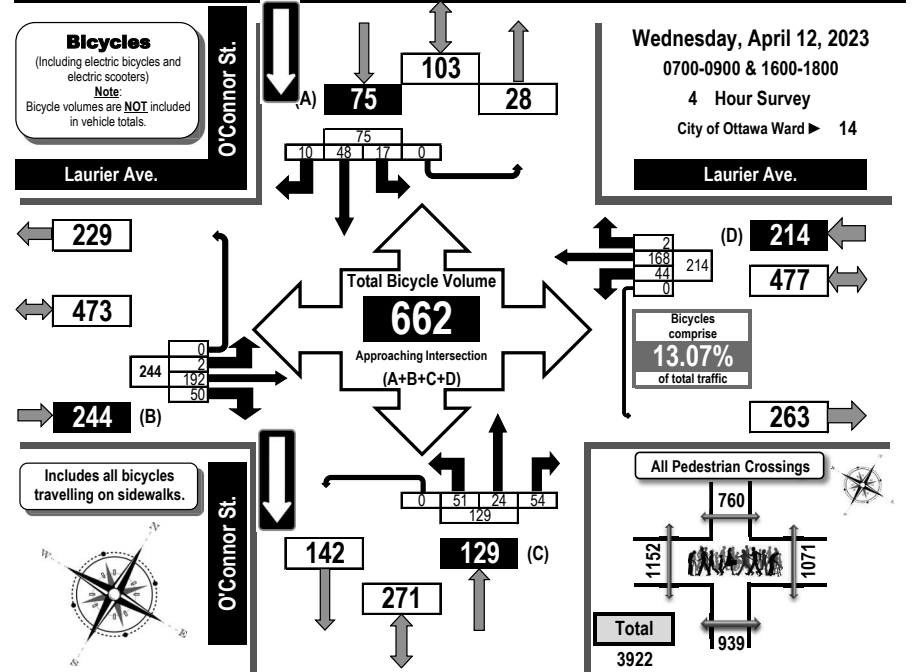 Bicycles
(Including electric bicycles and
electric scooters)
Note:
Bicycle volumes are NOT included
in vehicle totals.
O'Connor St.
Laurier Ave.
(A)
75
103
28
75
10 48 17 0
Wednesday, April 12, 2023
0700-0900 & 1600-1800
4 Hour Survey
City of Ottawa Ward ► 14
Laurier Ave.
229
473
244
0
2
192
50
244
(B)
Total Bicycle Volume
662
Approaching Intersection
(A+B+C+D)
2
168
44
0
214
(D)
214
477
Bicycles
comprise
13.07%
of total traffic
263
Includes all bicycles
travelling on sidewalks.
N
W
E
S
O'Connor St.
0 51 24 54
129
142
129
(C)
271
All Pedestrian Crossings
760
1152
1071
939
Total
3922